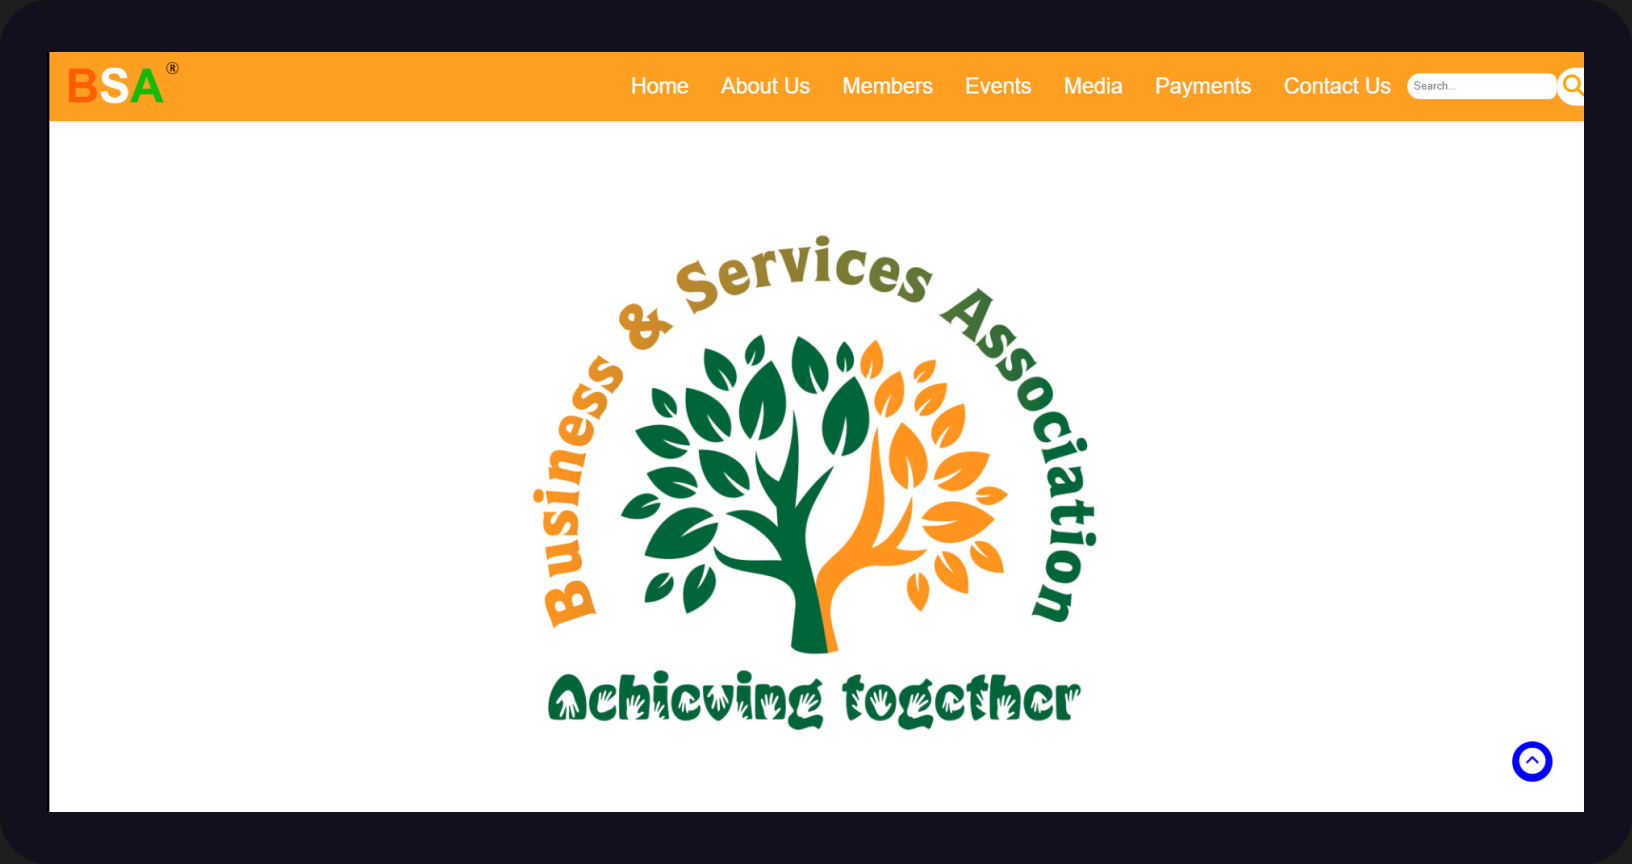 BSA®
Home About Us Members Events Media Payments Contact Us Search...
Business & Services Association
Achieving together